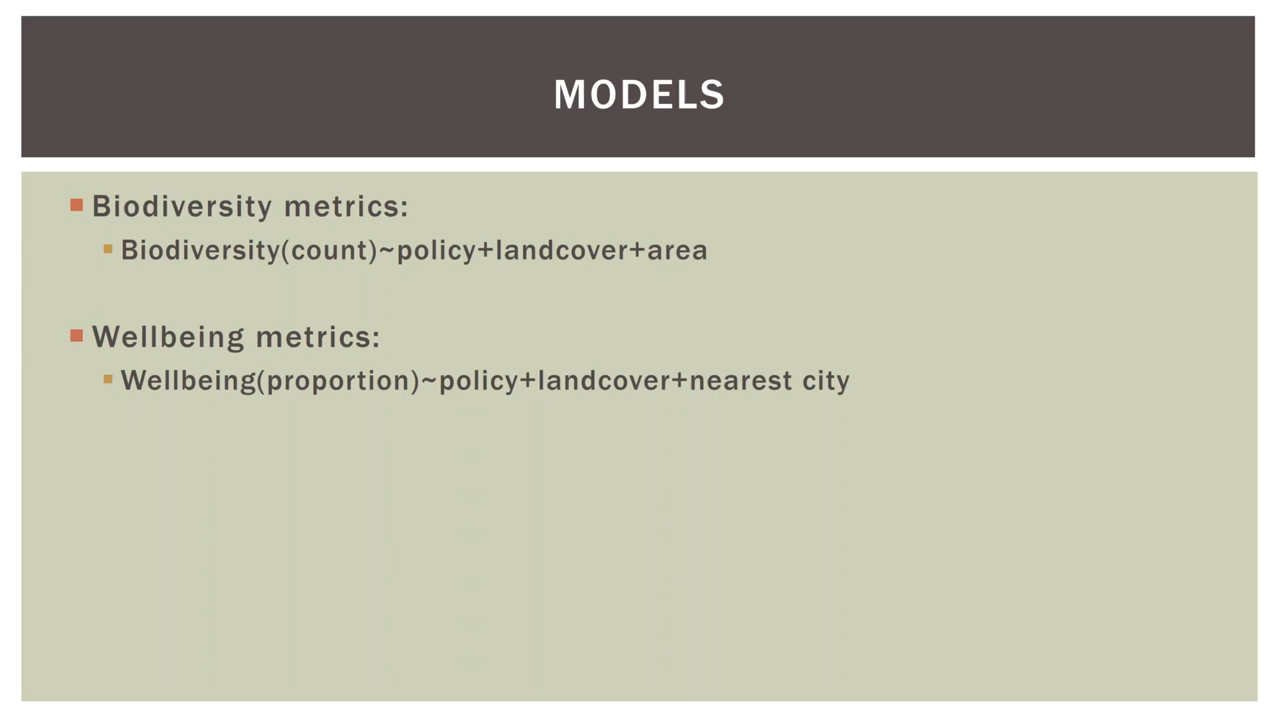 MODELS
Biodiversity metrics:
Biodiversity(count)~policy+landcover+area
Wellbeing metrics:
Wellbeing(proportion)~policy+landcover+nearest city